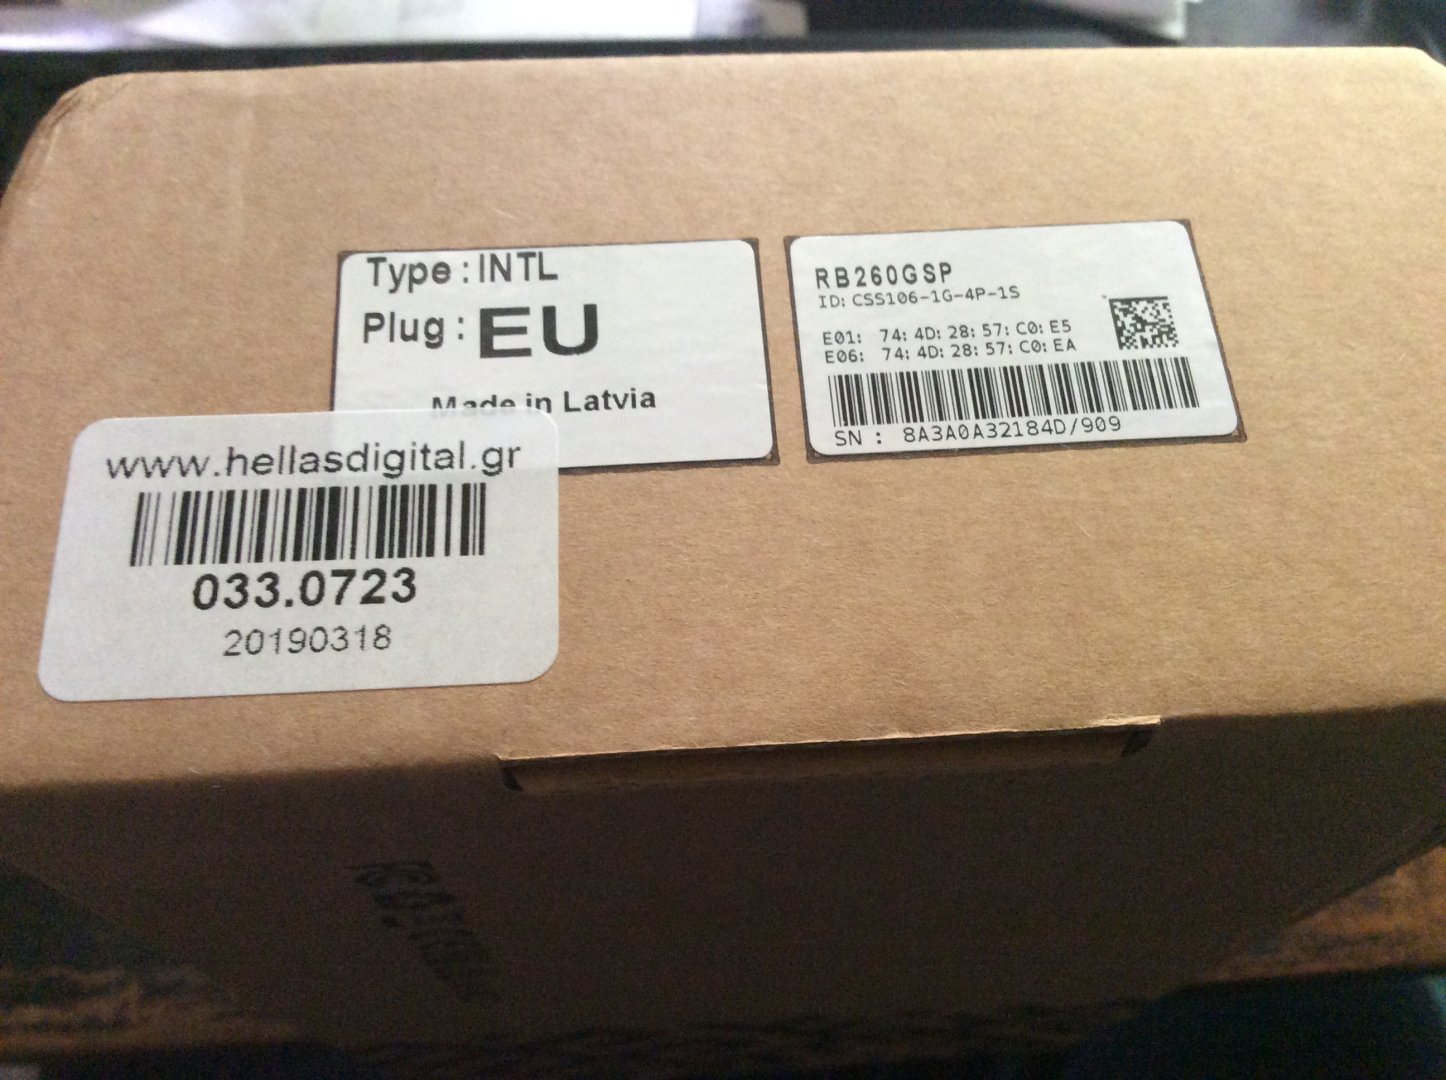 Type : INTL
Plug : EU
Made in Latvia
RB260GSP
ID: CSS106-1G-4P-1S
E01: 74: 4D: 28: 57: C0: E5
E06: 74: 4D: 28: 57: C0: EA
SN : 8A3A0A32184D/909
www.hellasdigital.gr
033.0723
20190318